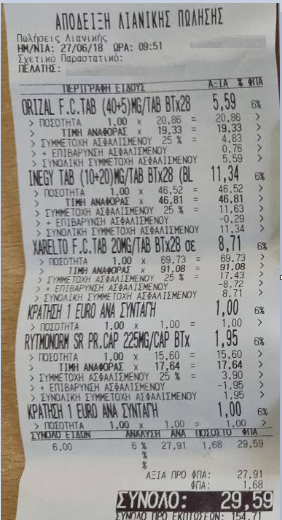 ΑΠΟΔΕΙΞΗ ΛΙΑΝΙΚΗΣ ΠΩΛΗΣΗΣ
Πωλήσεις Λιανικής
ΗΜ/ΝΙΑ: 27/06/18 ΩΡΑ: 09:51
Σχετικό Παραστατικό:
ΠΕΛΑΤΗΣ:
ΠΕΡΙΓΡΑΦΗ ΕΙΔΟΥΣ ΑΞΙΑ % ΦΠΑ
ORIZAL F.C.TAB (40+5)MG/TAB BTx28 5,59 6%
> ΠΟΣΟΤΗΤΑ 1,00 x 20,86 = 20,86 >
> ΤΙΜΗ ΑΝΑΦΟΡΑΣ 19,33 = 19,33 >
> ΣΥΜΜΕΤΟΧΗ ΑΣΦΑΛΙΣΜΕΝΟΥ 25 % = 4,83 >
> + ΕΠΙΒΑΡΥΝΣΗ ΑΣΦΑΛΙΣΜΕΝΟΥ 0,76 >
> ΣΥΝΟΛΙΚΗ ΣΥΜΜΕΤΟΧΗ ΑΣΦΑΛΙΣΜΕΝΟΥ 5,59 >
INEGY TAB (10+20)MG/TAB BTx28 (BL 11,34 6%
> ΠΟΣΟΤΗΤΑ 1,00 x 46,52 = 46,52 >
> ΤΙΜΗ ΑΝΑΦΟΡΑΣ 46,81 = 46,81 >
> ΣΥΜΜΕΤΟΧΗ ΑΣΦΑΛΙΣΜΕΝΟΥ 25 % = 11,63 >
> + ΕΠΙΒΑΡΥΝΣΗ ΑΣΦΑΛΙΣΜΕΝΟΥ -0,29 >
> ΣΥΝΟΛΙΚΗ ΣΥΜΜΕΤΟΧΗ ΑΣΦΑΛΙΣΜΕΝΟΥ 11,34 >
XARELTO F.C.TAB 20MG/TAB BTx28 σε 8,71 6%
> ΠΟΣΟΤΗΤΑ 1,00 x 69,73 = 69,73 >
> ΤΙΜΗ ΑΝΑΦΟΡΑΣ 91,08 = 91,08 >
> ΣΥΜΜΕΤΟΧΗ ΑΣΦΑΛΙΣΜΕΝΟΥ 25% = 17,43 >
> + ΕΠΙΒΑΡΥΝΣΗ ΑΣΦΑΛΙΣΜΕΝΟΥ -8,72 >
> ΣΥΝΟΛΙΚΗ ΣΥΜΜΕΤΟΧΗ ΑΣΦΑΛΙΣΜΕΝΟΥ 8,71 >
ΚΡΑΤΗΣΗ 1 ΕΥΡΩ ΑΝΑ ΣΥΝΤΑΓΗ 1,00 6%
> ΠΟΣΟΤΗΤΑ 1,00 x 1,00 = 1,00 >
RYTMONORM SR PR.CAP 225MG/CAP BTx 1,95 6%
> ΠΟΣΟΤΗΤΑ 1,00 x 15,60 = 15,60 >
> ΤΙΜΗ ΑΝΑΦΟΡΑΣ 17,64 = 17,64 >
> ΣΥΜΜΕΤΟΧΗ ΑΣΦΑΛΙΣΜΕΝΟΥ 25 % = 3,90 >
> + ΕΠΙΒΑΡΥΝΣΗ ΑΣΦΑΛΙΣΜΕΝΟΥ -1,95 >
> ΣΥΝΟΛΙΚΗ ΣΥΜΜΕΤΟΧΗ ΑΣΦΑΛΙΣΜΕΝΟΥ 1,95 >
ΚΡΑΤΗΣΗ 1 ΕΥΡΩ ΑΝΑ ΣΥΝΤΑΓΗ 1,00 6%
> ΠΟΣΟΤΗΤΑ 1,00 x 1,00 = 1,00 >
ΣΥΝΟΛΟ ΕΙΔΩΝ ΑΝΑΛΥΣΗ ΑΝΑ ΠΟΣΟΣΤΟ ΦΠΑ
6,00 6 % 27,91 1,68 29,59
%
%
%
ΑΞΙΑ ΠΡΟ ΦΠΑ: 27,91
ΦΠΑ: 1,68
ΣΥΝΟΛΟ: 29,59
ΣΥΝΟΛΟ ΠΡΟ ΕΚΠΤΩΣΕΩΝ: 154,71